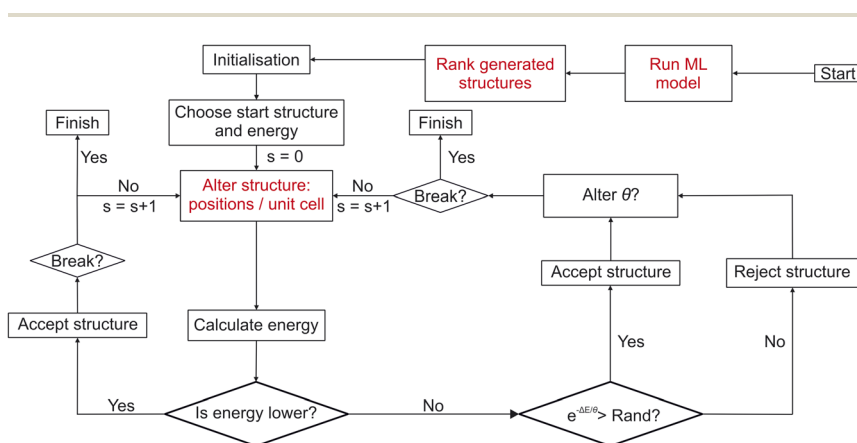 Start
Run ML
model
Rank generated
structures
Initialisation
Choose start structure
and energy
s = 0
Alter structure:
positions / unit cell
Calculate energy
Is energy lower?
Yes
Accept structure
Break?
Yes
Finish
No
s = s+1
No
e^-ΔE/θ > Rand?
Yes
Accept structure
No
Reject structure
Alter θ?
Break?
Yes
Finish
No
s = s+1